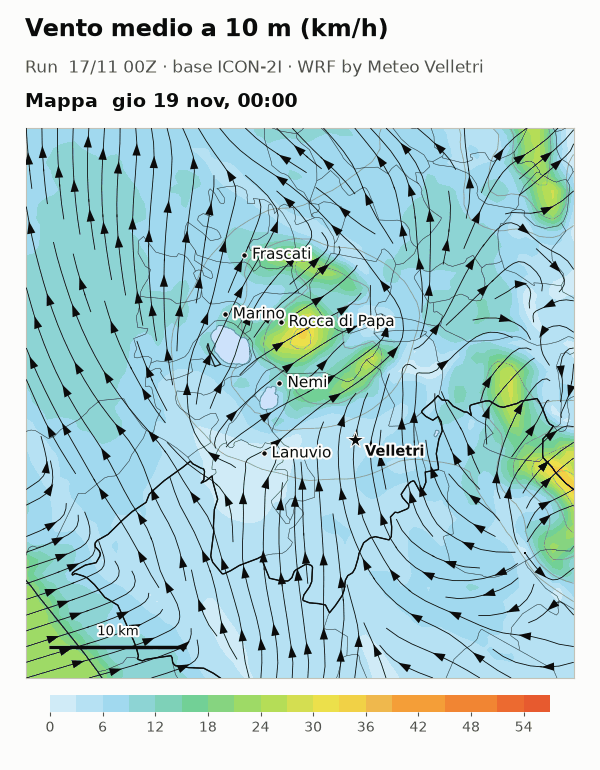 Vento medio a 10 m (km/h)
Run  17/11 00Z · base ICON-2I · WRF by Meteo Velletri
Mappa  gio 19 nov, 00:00
Frascati
Marino
Rocca di Papa
Nemi
Velletri
Lanuvio
10 km
0 6 12 18 24 30 36 42 48 54